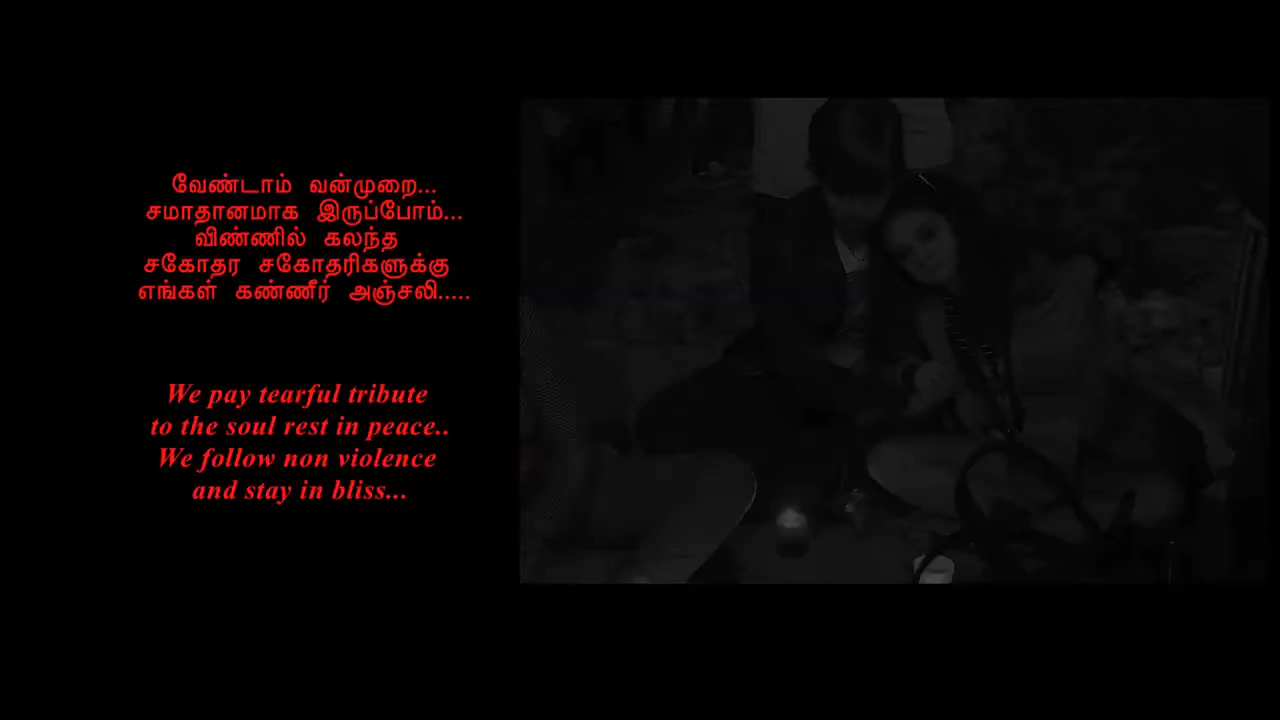 வேண்டாம் வன்முறை...
சமாதானமாக இருப்போம்...
விண்ணில் கலந்த
சகோதர சகோதரிகளுக்கு
எங்கள் கண்ணீர் அஞ்சலி.....
We pay tearful tribute
to the soul rest in peace..
We follow non violence
and stay in bliss...